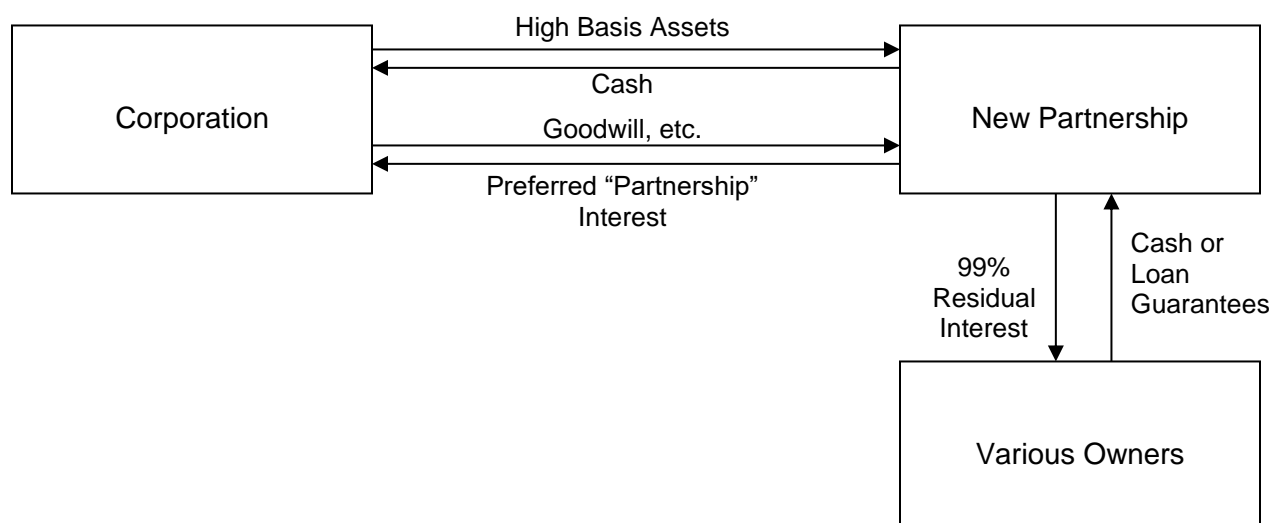 High Basis Assets
Corporation
Cash
Goodwill, etc.
Preferred “Partnership”
Interest
New Partnership
99%
Residual
Interest
Cash or
Loan
Guarantees
Various Owners